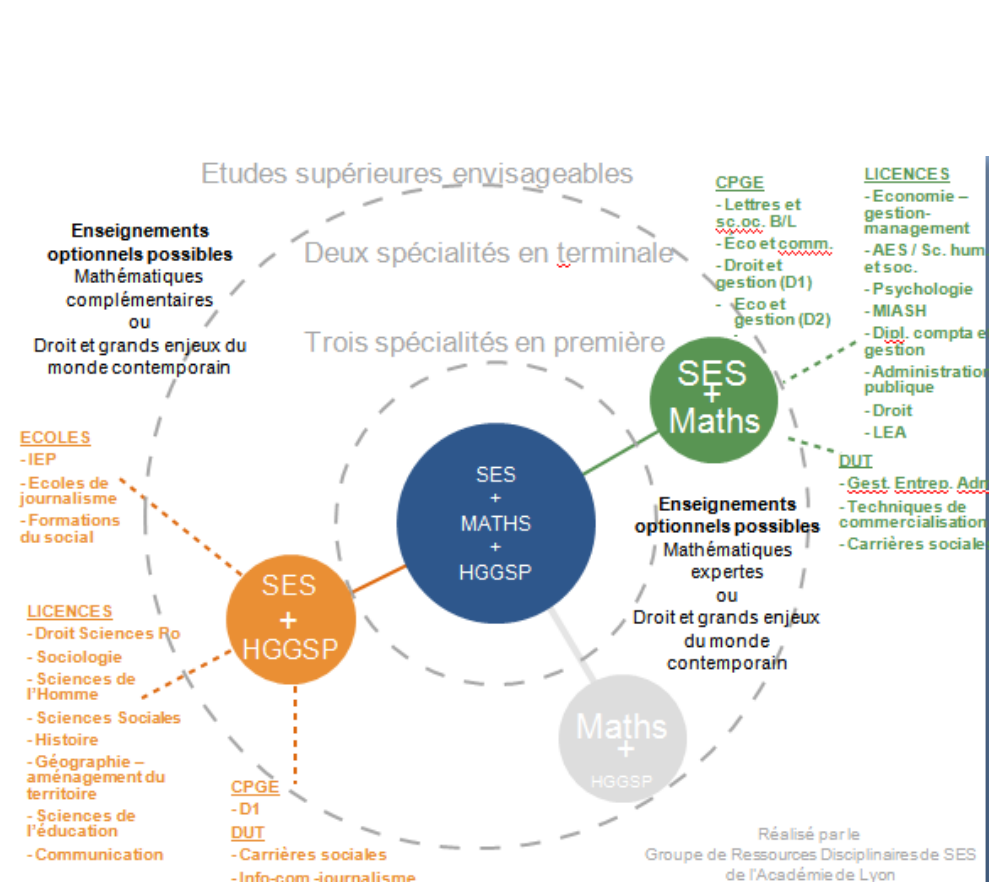 Etudes supérieures envisageables
Deux spécialités en terminale
Trois spécialités en première
Enseignements
optionnels possibles
Mathématiques
complémentaires
ou
Droit et grands enjeux du
monde contemporain
CPGE
- Lettres et
sc.oc. B/L
- Éco et comm.
- Droit et
gestion (D1)
- Eco et
gestion (D2)
-
LICENCES
- Economie –
gestion-
management
- AES / Sc. hum
et soc.
- Psychologie
- MIASH
- Dipl. compta e
gestion
- Administration
publique
- Droit
- LEA
DUT
- Gest. Entrep. Adm
- Techniques de
commercialisation
- Carrières sociale
SES
+
Maths
SES
+
MATHS
+
HGGSP
Enseignements
optionnels possibles
Mathématiques
expertes
ou
Droit et grands enjeux
du monde
contemporain
ECOLES
- IEP
- Ecoles de
journalisme
- Formations
du social
SES
+
HGGSP
LICENCES
- Droit Sciences Po
- Sociologie
- Sciences de
l'Homme
- Sciences Sociales
- Histoire
- Géographie –
aménagement du
territoire
- Sciences de
l'éducation
- Communication
CPGE
- D1
DUT
- Carrières sociales
- Info-com -journalisme
Maths
+
HGGSP
Réalisé par le
Groupe de Ressources Disciplinaires de SES
de l'Académie de Lyon